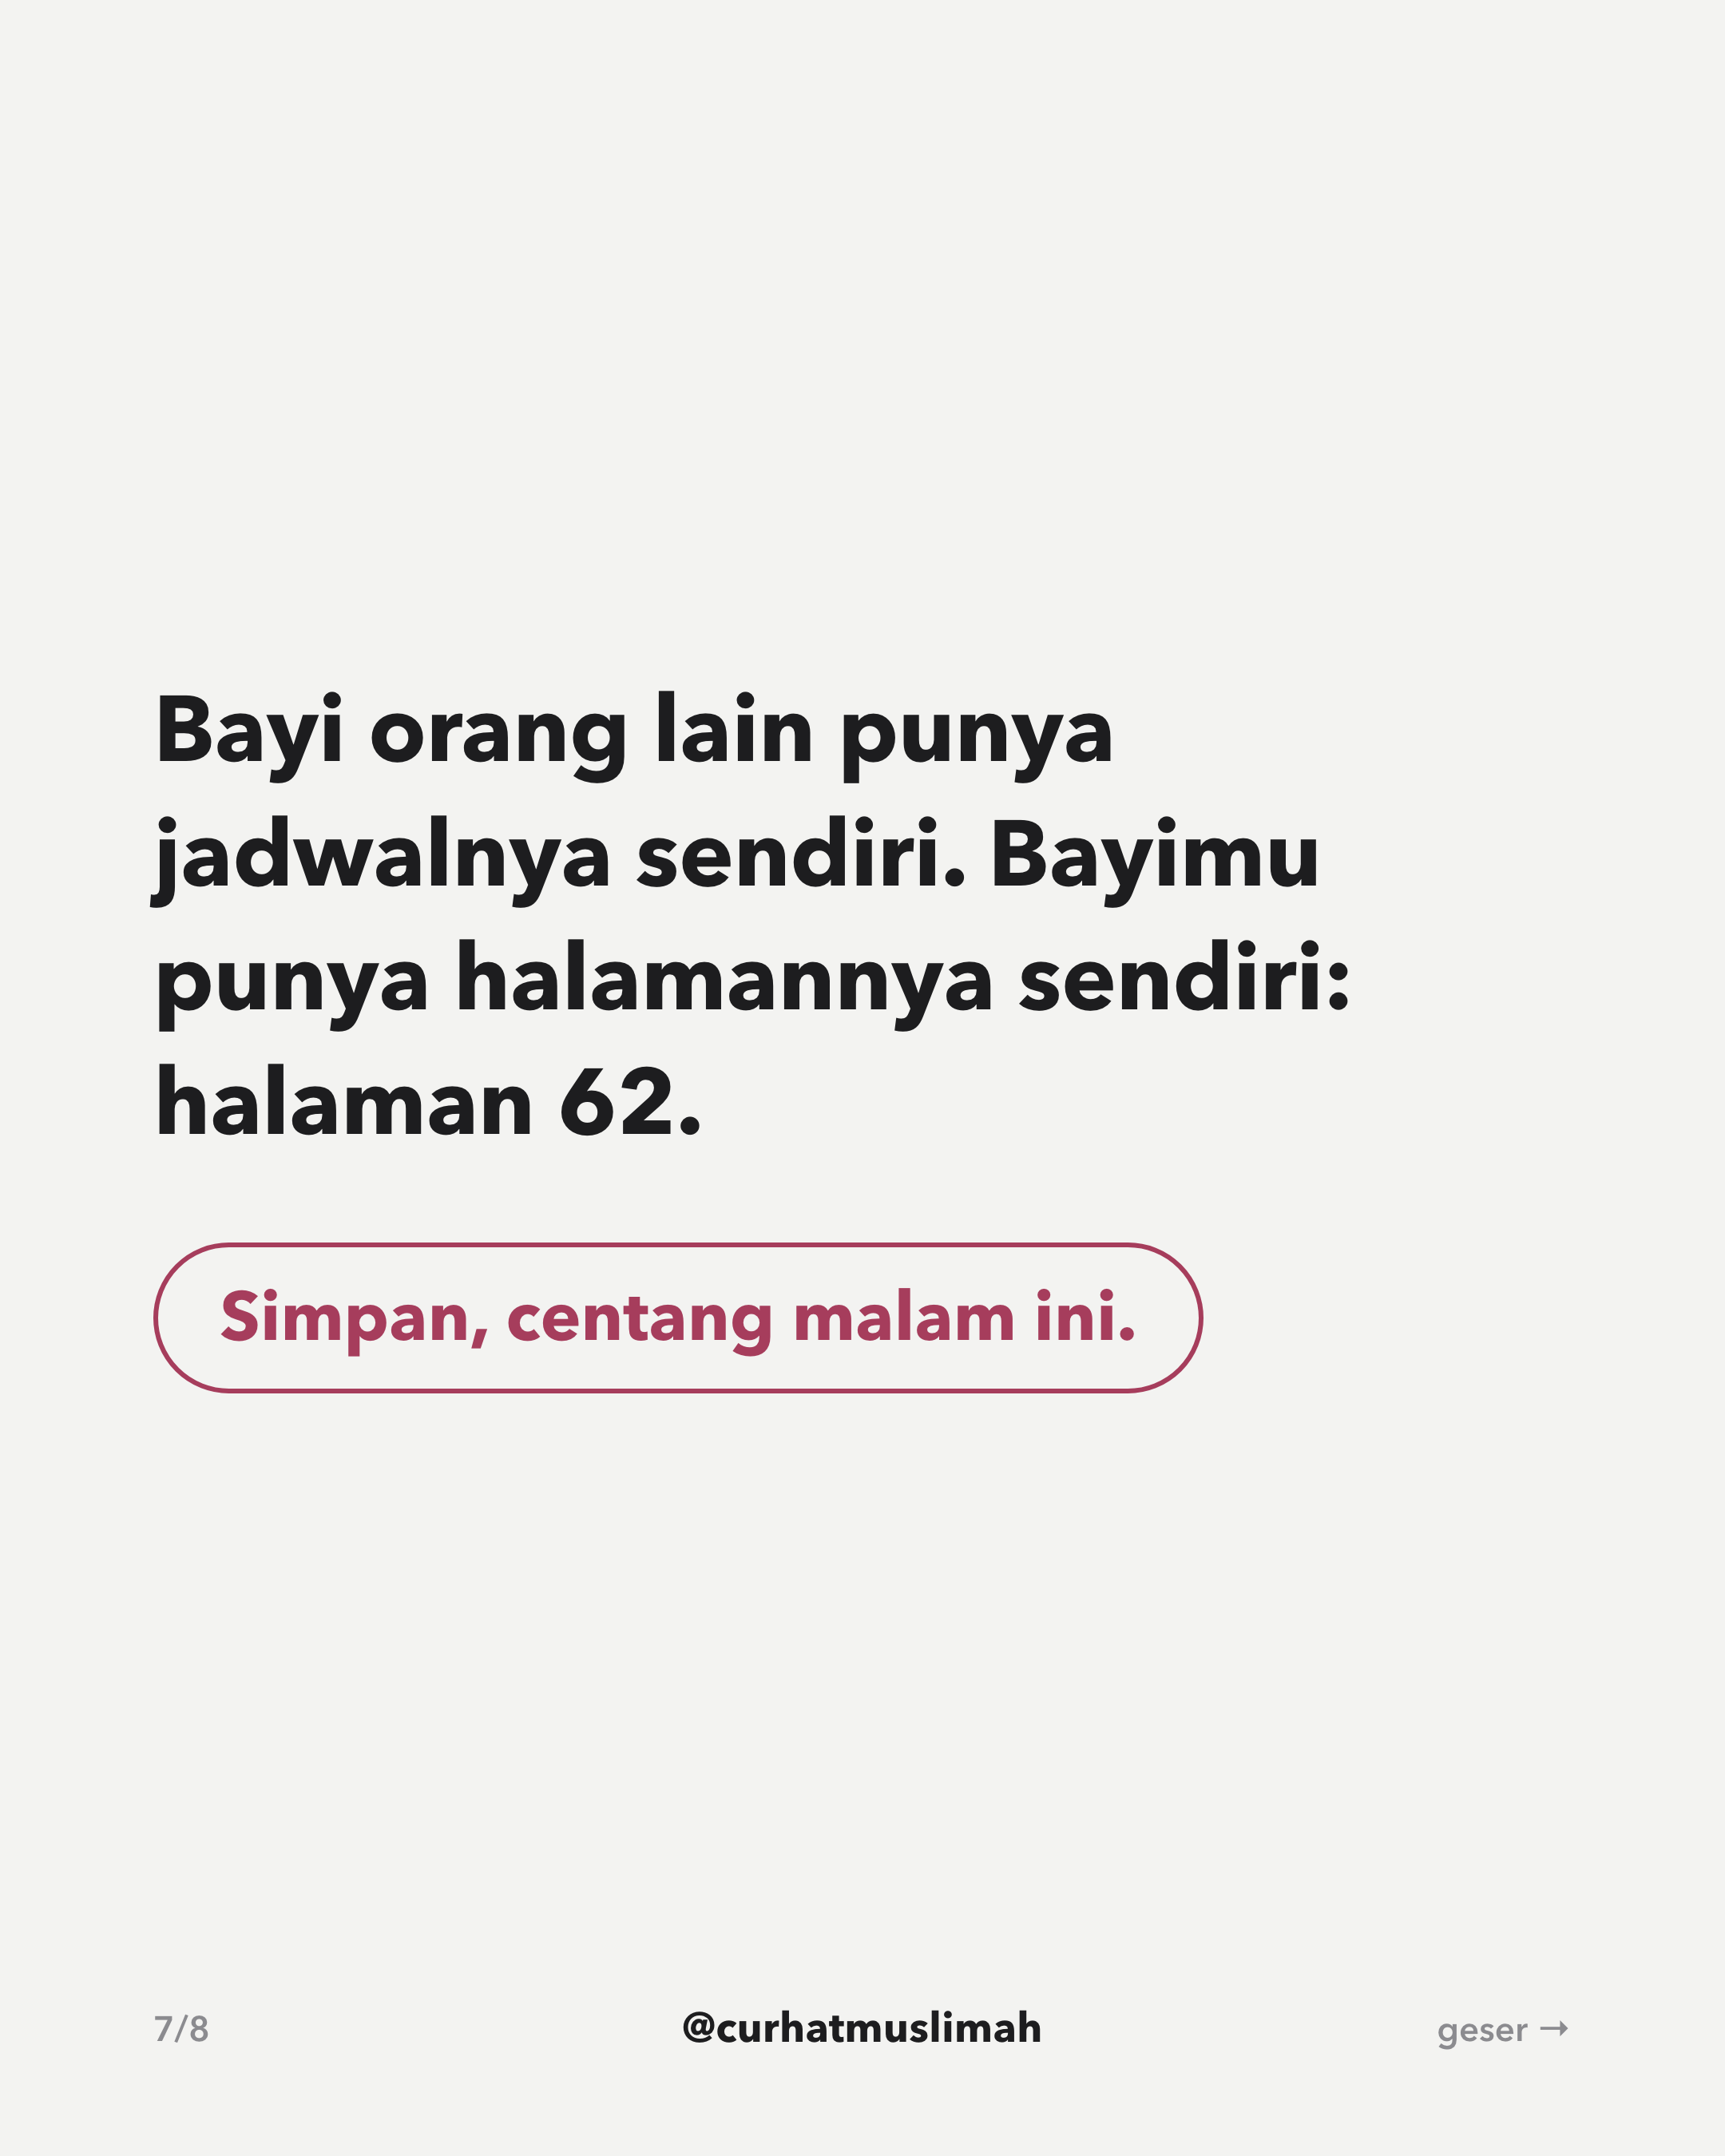 Bayi orang lain punya
jadwalnya sendiri. Bayimu
punya halamannya sendiri:
halaman 62.
Simpan, centang malam ini.
7/8
@curhatmuslimah
geser →